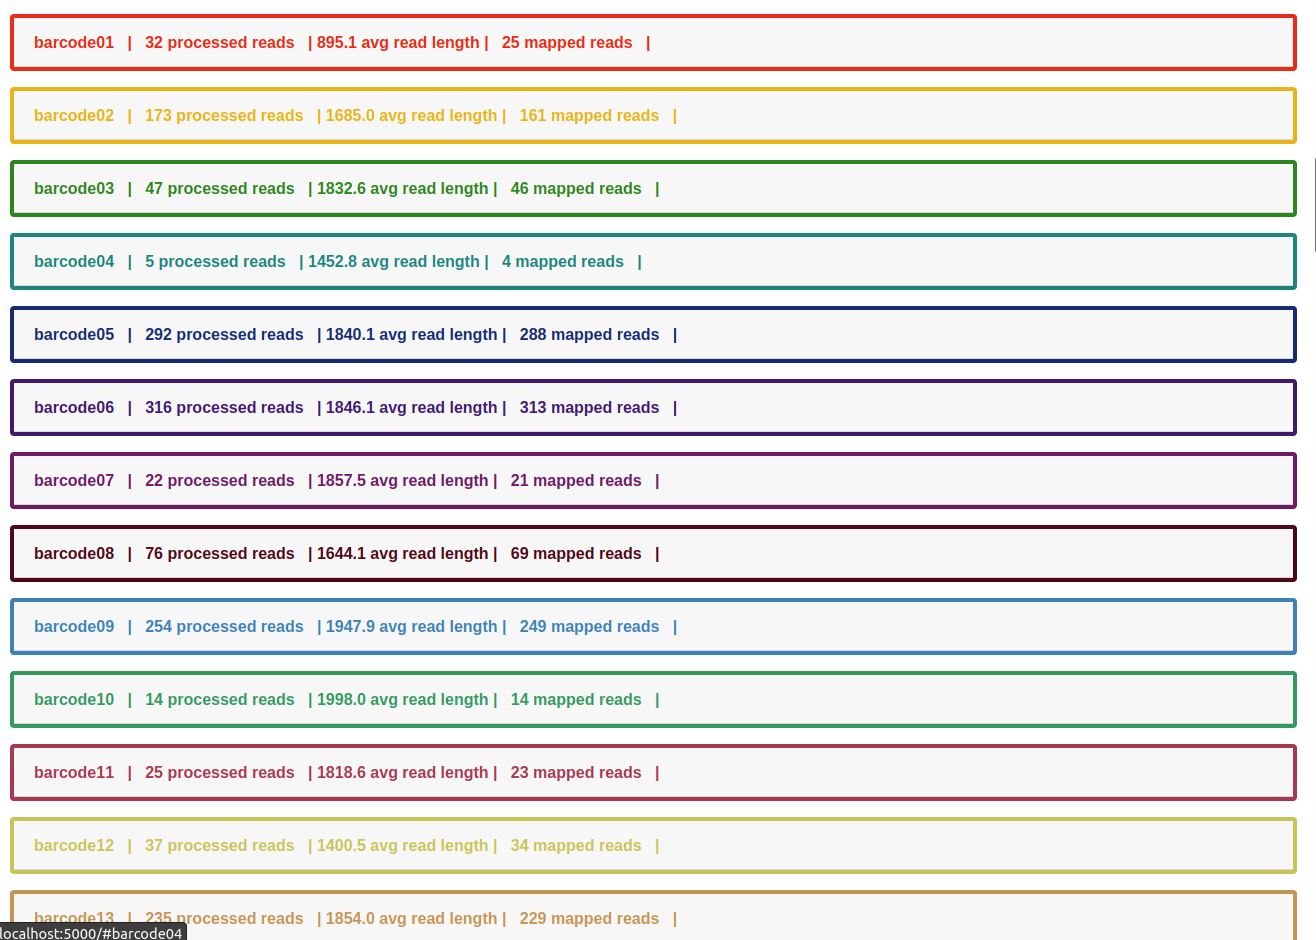 barcode01 | 32 processed reads | 895.1 avg read length | 25 mapped reads |
barcode02 | 173 processed reads | 1685.0 avg read length | 161 mapped reads |
barcode03 | 47 processed reads | 1832.6 avg read length | 46 mapped reads |
barcode04 | 5 processed reads | 1452.8 avg read length | 4 mapped reads |
barcode05 | 292 processed reads | 1840.1 avg read length | 288 mapped reads |
barcode06 | 316 processed reads | 1846.1 avg read length | 313 mapped reads |
barcode07 | 22 processed reads | 1857.5 avg read length | 21 mapped reads |
barcode08 | 76 processed reads | 1644.1 avg read length | 69 mapped reads |
barcode09 | 254 processed reads | 1947.9 avg read length | 249 mapped reads |
barcode10 | 14 processed reads | 1998.0 avg read length | 14 mapped reads |
barcode11 | 25 processed reads | 1818.6 avg read length | 23 mapped reads |
barcode12 | 37 processed reads | 1400.5 avg read length | 34 mapped reads |
barcode13 | 235 processed reads | 1854.0 avg read length | 229 mapped reads |
localhost:5000/#barcode04